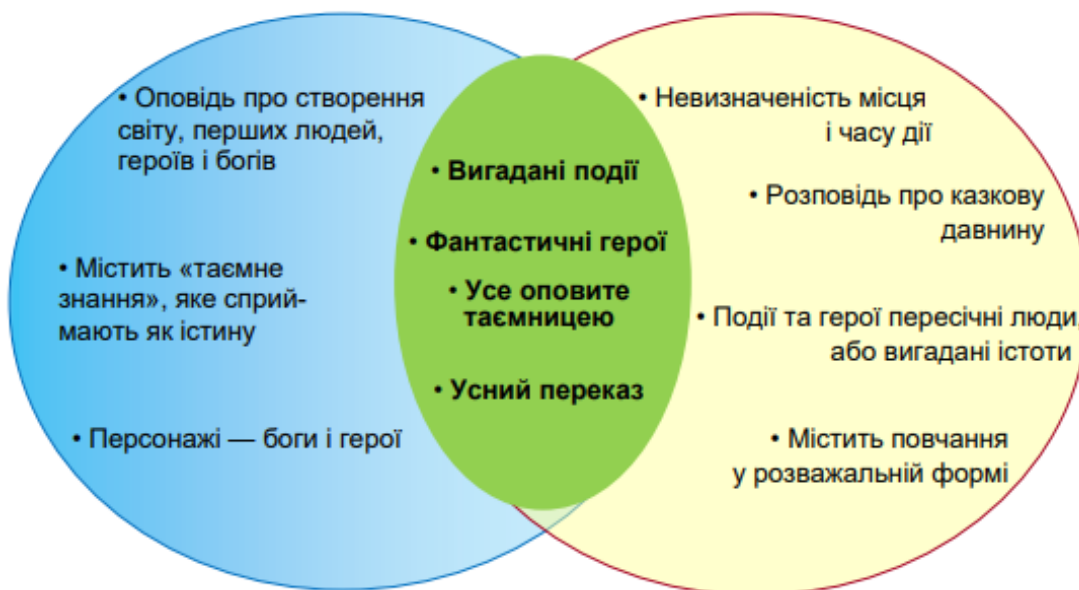 • Оповідь про створення
світу, перших людей,
героїв і богів
• Містить «таємне
знання», яке сприй-
мають як істину
• Персонажі — боги і герої
• Вигадані події
• Фантастичні герої
• Усе оповите
таємницею
• Усний переказ
• Невизначеність місця
і часу дії
• Розповідь про казкову
давнину
• Події та герої пересічні люди
або вигадані істоти
• Містить повчання
у розважальній формі